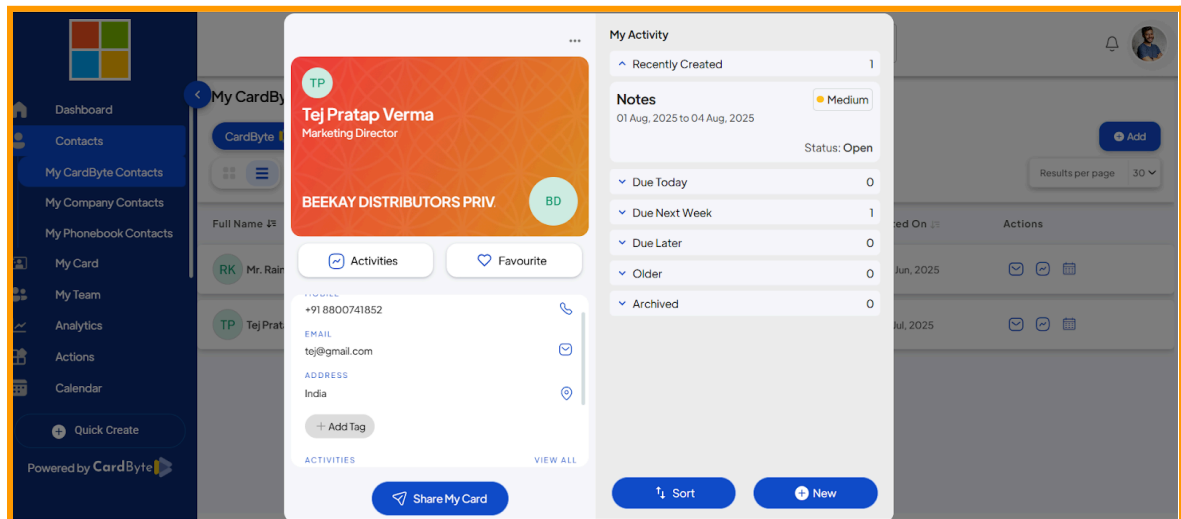 Dashboard
Contacts
My CardByte Contacts
My Company Contacts
My Phonebook Contacts
My Card
My Team
Analytics
Actions
Calendar
Quick Create
Powered by CardByte
My CardBy
CardByte
Full Name
RK Mr. Rain
TP Tej Prat
...
TP
Tej Pratap Verma
Marketing Director
BEEKAY DISTRIBUTORS PRIV.
BD
Activities
Favourite
+91 8800741852
EMAIL
tej@gmail.com
ADDRESS
India
+ Add Tag
ACTIVITIES VIEW ALL
Share My Card
My Activity
Recently Created 1
Notes Medium
01 Aug, 2025 to 04 Aug, 2025
Status: Open
Due Today 0
Due Next Week 1
Due Later 0
Older 0
Archived 0
Sort
New
Add
Results per page 30
ed On Actions
Jun, 2025
Jul, 2025